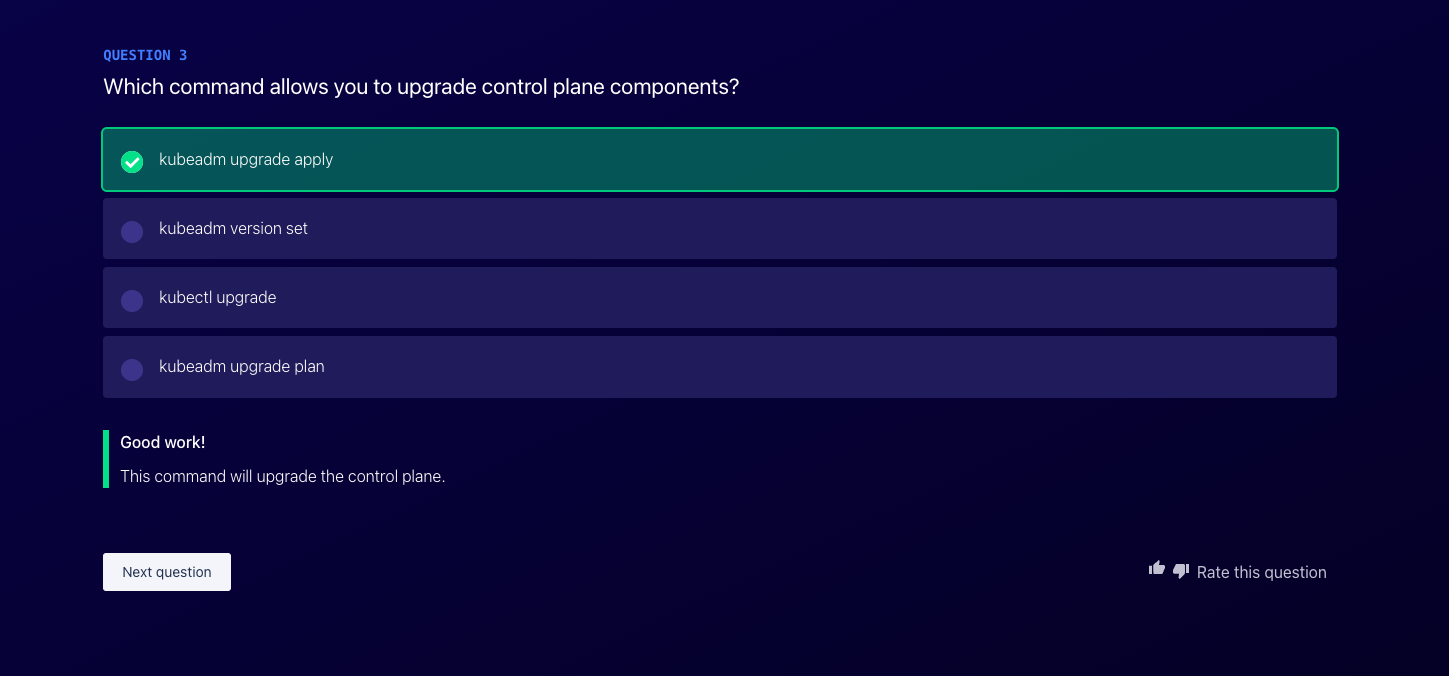 QUESTION 3
Which command allows you to upgrade control plane components?
kubeadm upgrade apply
kubeadm version set
kubectl upgrade
kubeadm upgrade plan
Good work!
This command will upgrade the control plane.
Next question
Rate this question